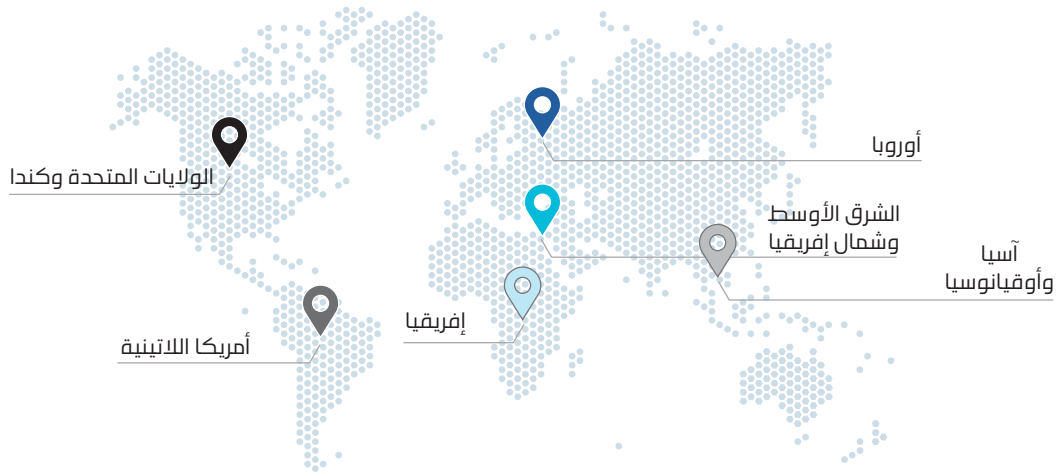 أوروبا
الولايات المتحدة وكندا
الشرق الأوسط
وشمال إفريقيا
آسيا
وأوقيانوسيا
إفريقيا
أمريكا اللاتينية